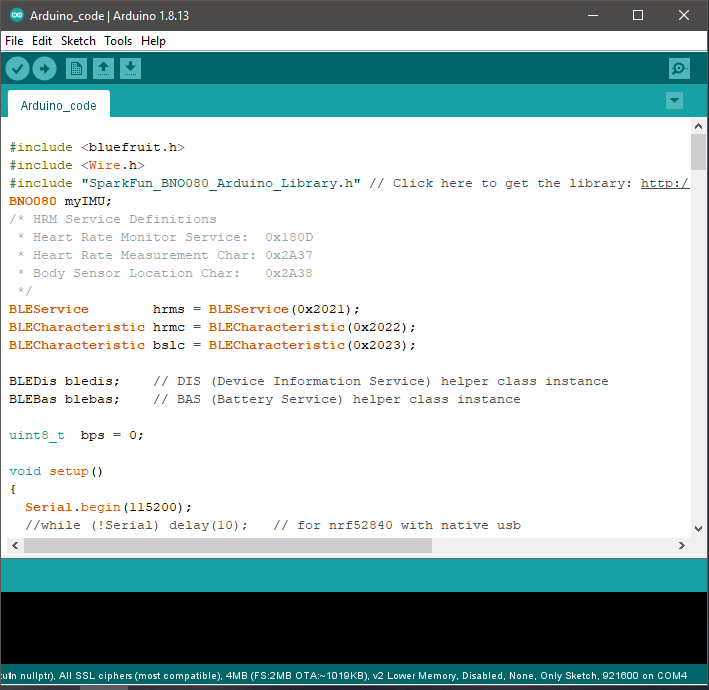 Arduino_code | Arduino 1.8.13
File Edit Sketch Tools Help
Arduino_code
#include <bluefruit.h>
#include <Wire.h>
#include "SparkFun_BNO080_Arduino_Library.h" // Click here to get the library: http:/
BNO080 myIMU;
/* HRM Service Definitions
 * Heart Rate Monitor Service:  0x180D
 * Heart Rate Measurement Char: 0x2A37
 * Body Sensor Location Char:   0x2A38
 */
BLEService        hrms = BLEService(0x2021);
BLECharacteristic hrmc = BLECharacteristic(0x2022);
BLECharacteristic bslc = BLECharacteristic(0x2023);
BLEDis bledis;    // DIS (Device Information Service) helper class instance
BLEBas blebas;    // BAS (Battery Service) helper class instance
uint8_t  bps = 0;
void setup()
{
  Serial.begin(115200);
  //while (!Serial) delay(10);   // for nrf52840 with native usb
nullptr), All SSL ciphers (most compatible), 4MB (FS:2MB OTA:~1019KB), v2 Lower Memory, Disabled, None, Only Sketch, 921600 on COM4